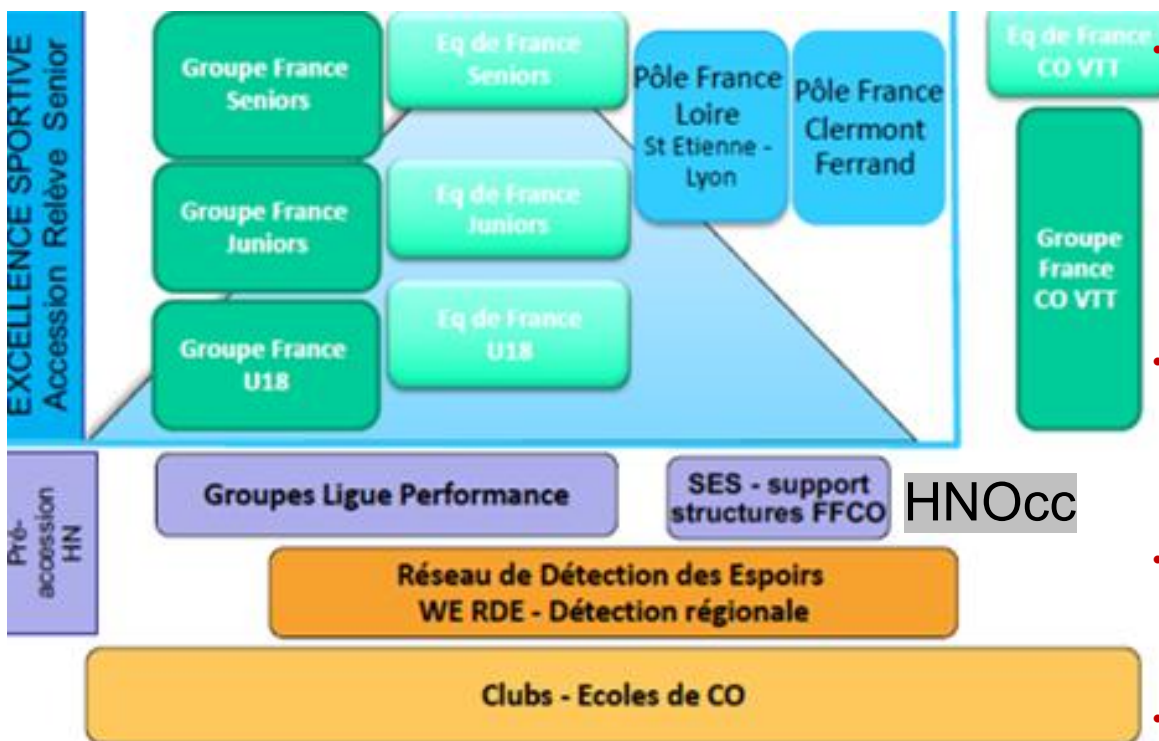 EXCELLENCE SPORTIVE
Accession Relève Senior
Groupe France
Seniors
Eq de France
Seniors
Pôle France
Loire
St Etienne -
Lyon
Pôle France
Clermont
Ferrand
Eq de France
CO VTT
Groupe France
Juniors
Eq de France
Juniors
Groupe
France
CO VTT
Groupe France
U18
Eq de France
U18
Pré-
accession
HN
Groupes Ligue Performance
SES - support
structures FFCO
HNOcc
Réseau de Détection des Espoirs
WE RDE - Détection régionale
Clubs - Ecoles de CO